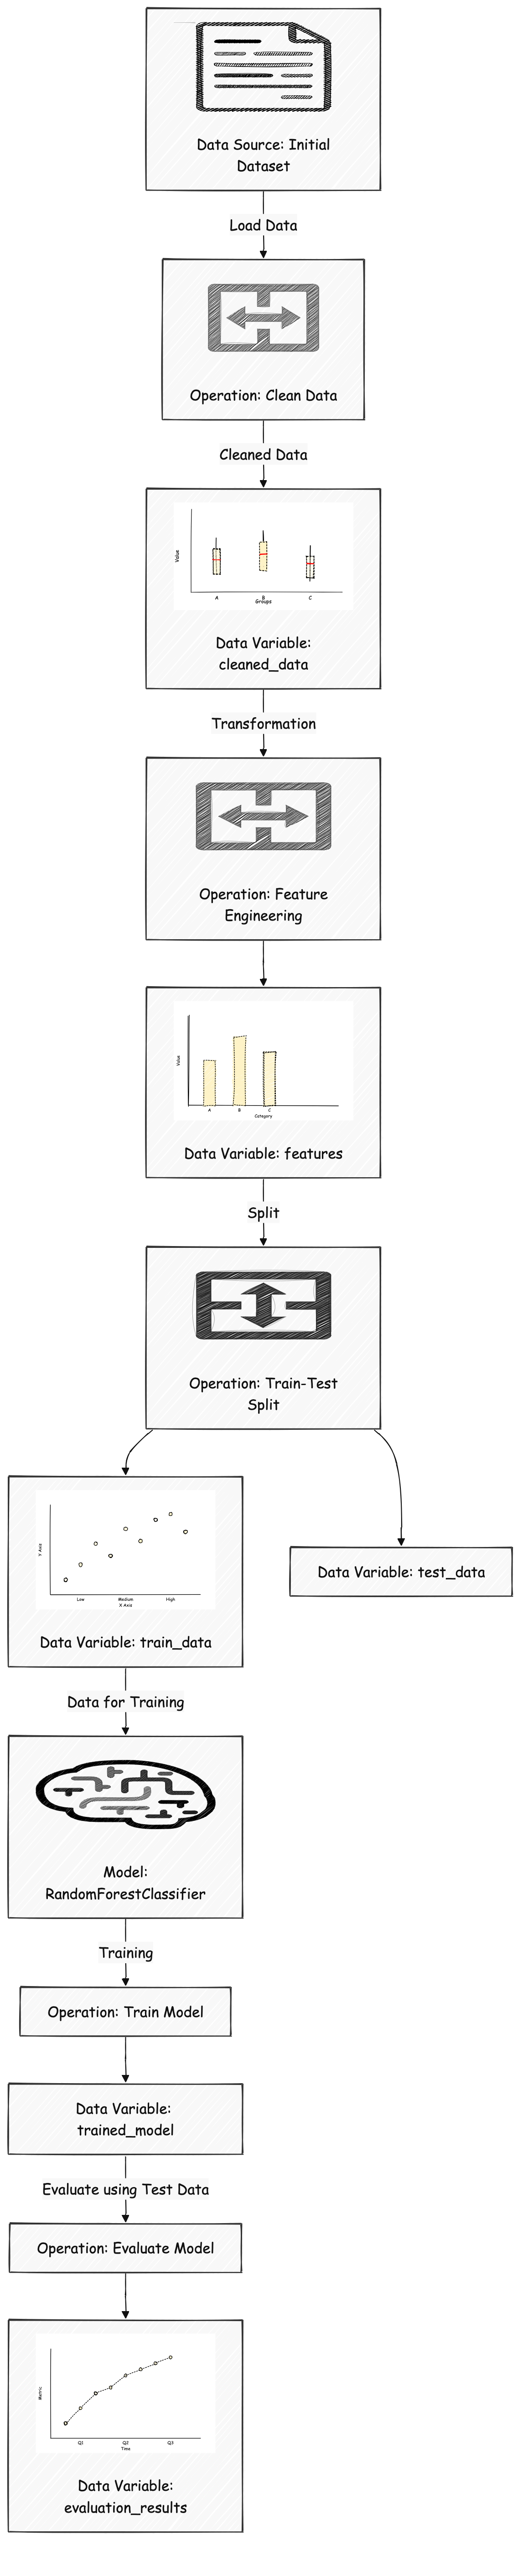 Data Source: Initial
Dataset
Load Data
Operation: Clean Data
Cleaned Data
Value
A
B
C
Groups
Data Variable:
cleaned_data
Transformation
Operation: Feature
Engineering
Value
A
B
C
Category
Data Variable: features
Split
Operation: Train-Test
Split
Y Axis
Low
Medium
High
X Axis
Data Variable: train_data
Data Variable: test_data
Data for Training
Model:
RandomForestClassifier
Training
Operation: Train Model
Data Variable:
trained_model
Evaluate using Test Data
Operation: Evaluate Model
Metric
Q1
Q2
Q3
Time
Data Variable:
evaluation_results